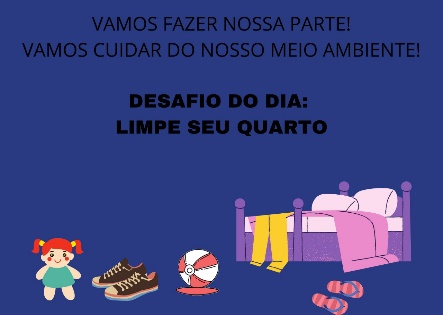 VAMOS FAZER NOSSA PARTE!
VAMOS CUIDAR DO NOSSO MEIO AMBIENTE!
DESAFIO DO DIA:
LIMPE SEU QUARTO